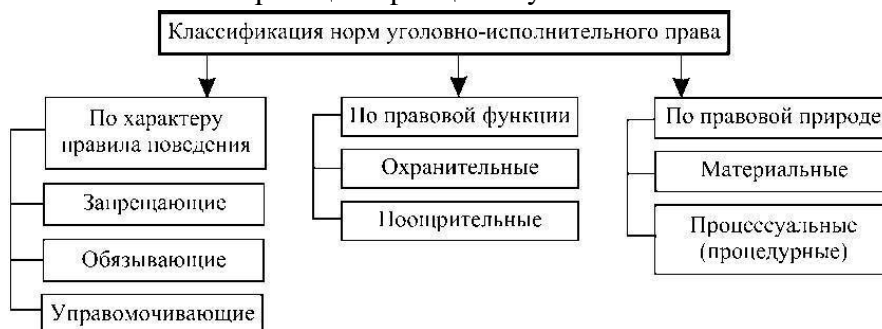 Классификация норм уголовно-исполнительного права
По характеру
правила поведения
Запрещающие
Обязывающие
Управомочивающие
По правовой функции
Охранительные
Поощрительные
По правовой природе
Материальные
Процессуальные
(процедурные)